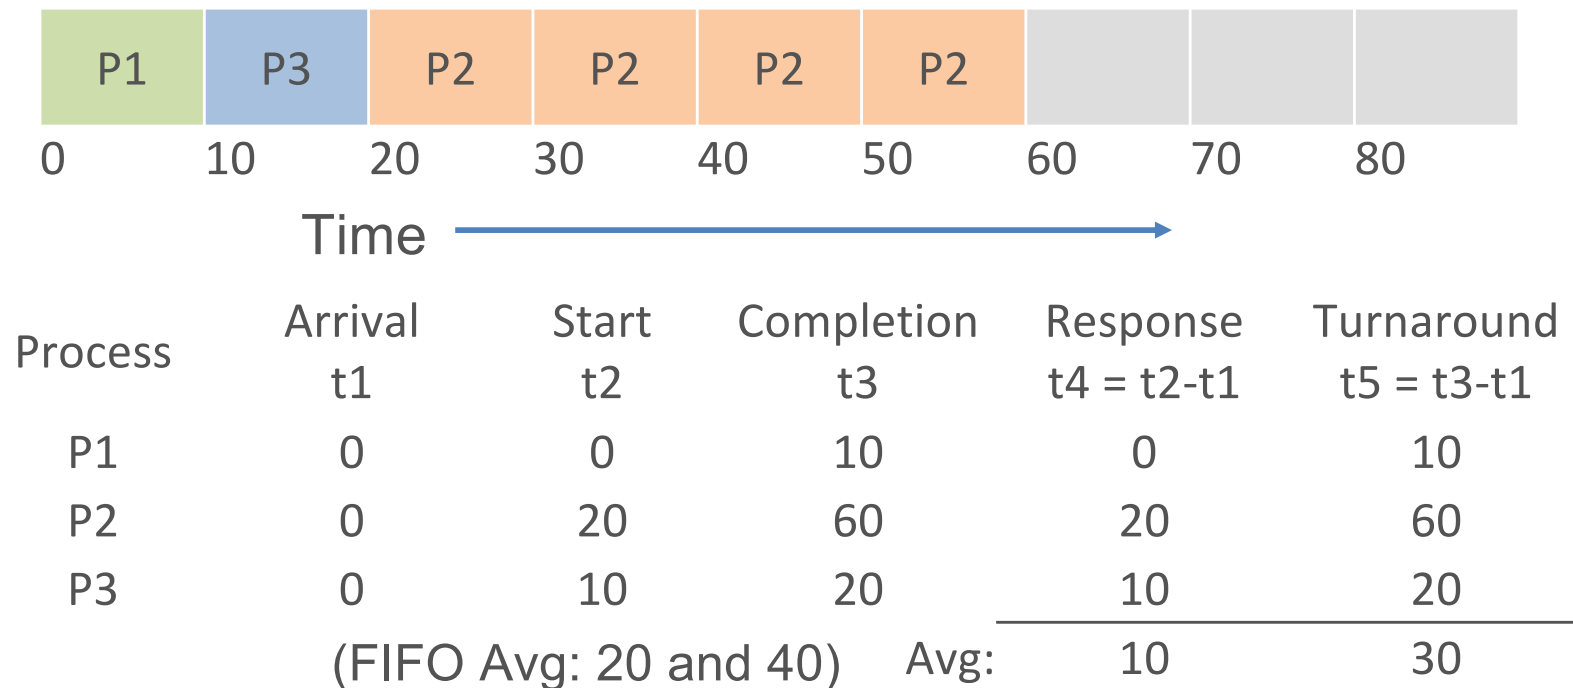 P1 P3 P2 P2 P2 P2
0 10 20 30 40 50 60 70 80
Time
Process Arrival Start Completion Response Turnaround
t1 t2 t3 t4 = t2-t1 t5 = t3-t1
P1 0 0 10 0 10
P2 0 20 60 20 60
P3 0 10 20 10 20
(FIFO Avg: 20 and 40) Avg: 10 30